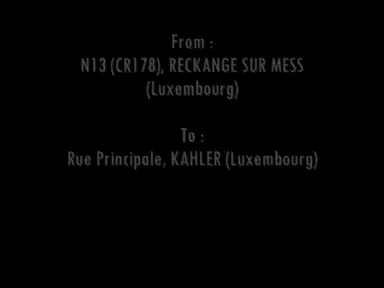 From :
N13 (CR178), RECKANGE SUR MESS
(Luxembourg)
To :
Rue Principale, KAHLER (Luxembourg)